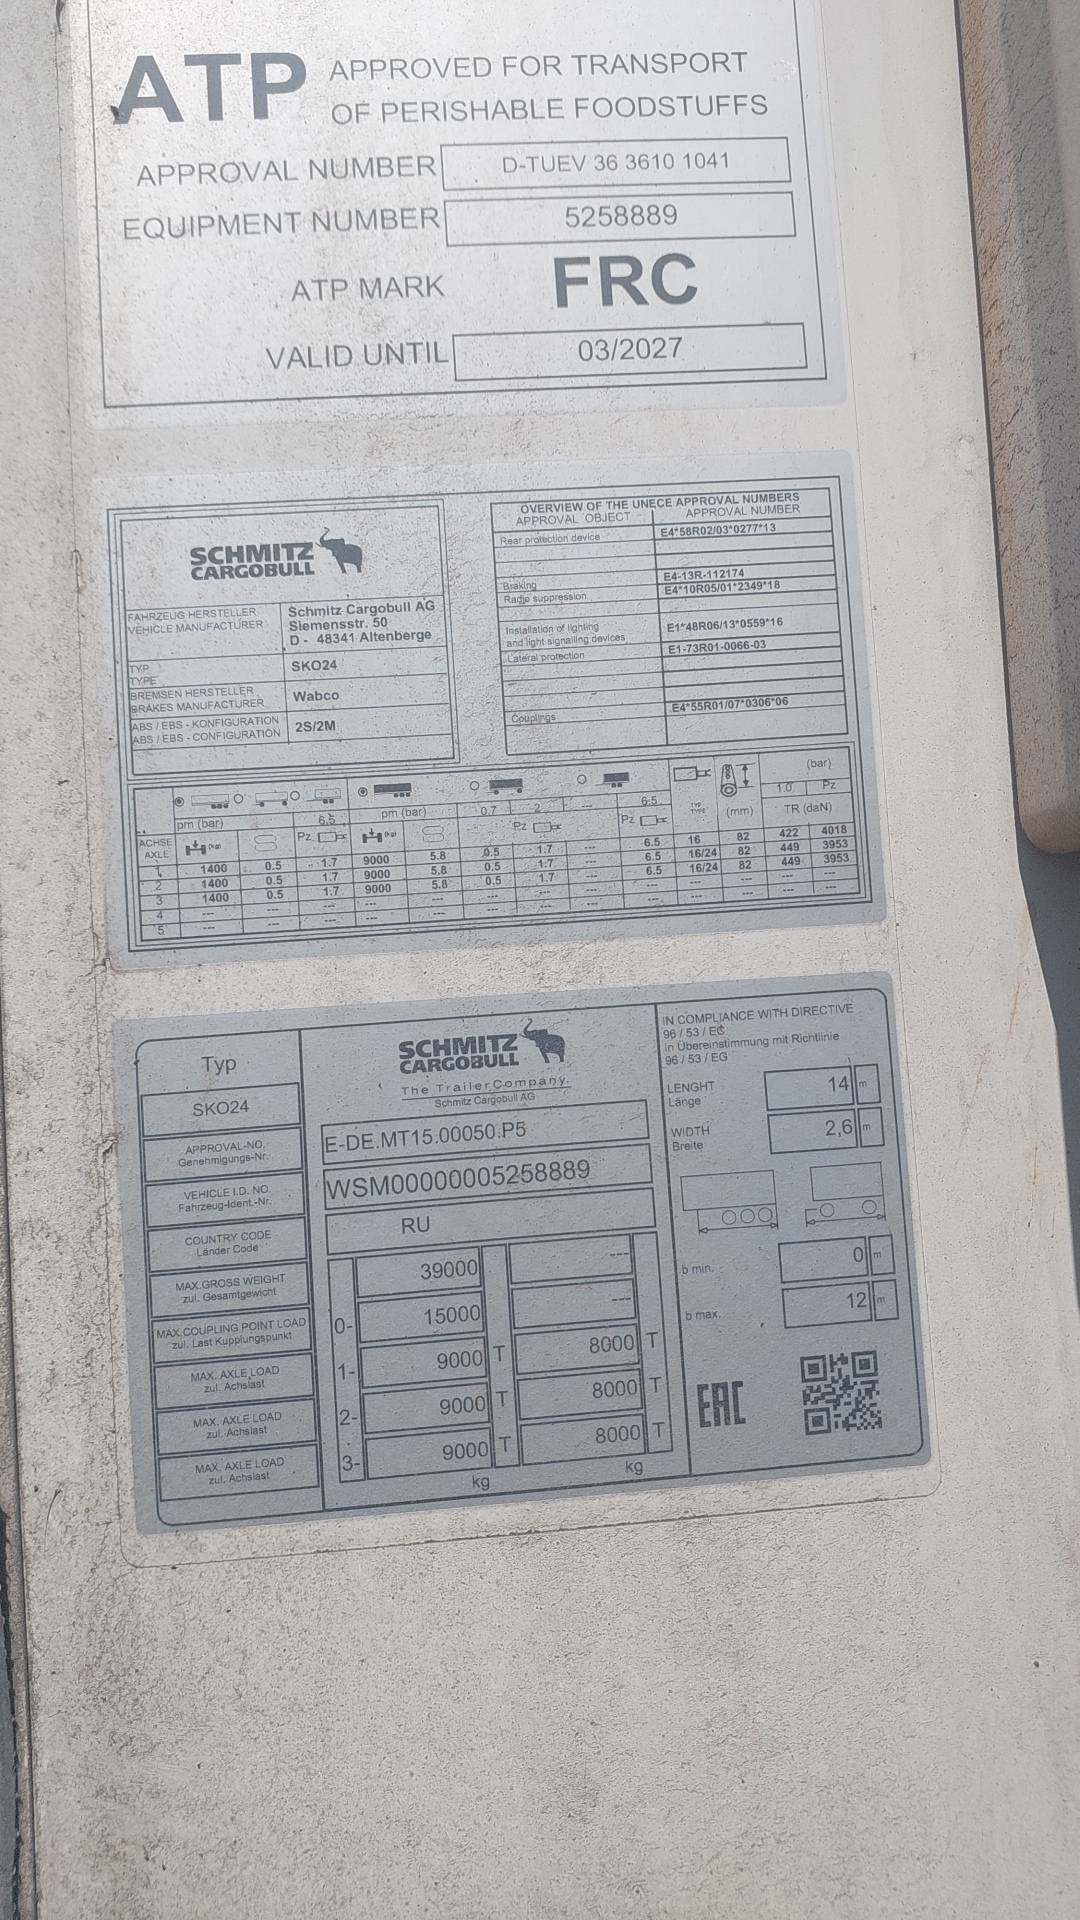 ATP APPROVED FOR TRANSPORT
OF PERISHABLE FOODSTUFFS
APPROVAL NUMBER D-TUEV 36 3610 1041
EQUIPMENT NUMBER 5258889
ATP MARK FRC
VALID UNTIL 03/2027
SCHMITZ
CARGOBULL
FAHRZEUG HERSTELLER
VEHICLE MANUFACTURER
Schmitz Cargobull AG
Siemensstr. 50
D - 48341 Altenberge
TYP
TYPE
SKO24
BREMSEN HERSTELLER
BRAKES MANUFACTURER
Wabco
ABS / EBS - KONFIGURATION
ABS / EBS - CONFIGURATION
2S/2M
OVERVIEW OF THE UNECE APPROVAL NUMBERS
APPROVAL OBJECT APPROVAL NUMBER
Rear protection device E4*58R02/03*0277*13
Braking E4-13R-112174
Radio suppression E4*10R05/01*2349*18
Installation of lighting
and light signalling devices E1*48R06/13*0559*16
Lateral protection E1-73R01-0066-03
Couplings E4*55R01/07*0306*06
(bar)
pm (bar) 6.5 pm (bar) 0.7 2 --- 6.5 TYP TYPE (mm) 1.0 Pz
ACHSE
AXLE
Pz Pz Pz TR (daN)
1 1400 0.5 1.7 9000 5.8 0.5 1.7 --- 6.5 16 82 422 4018
2 1400 0.5 1.7 9000 5.8 0.5 1.7 --- 6.5 16/24 82 449 3953
3 1400 0.5 1.7 9000 5.8 0.5 1.7 --- 6.5 16/24 82 449 3953
4 --- --- --- --- --- --- --- --- --- --- --- --- ---
5 --- --- --- --- --- --- --- --- --- --- --- --- ---
Typ
SKO24
APPROVAL-NO.
Genehmigungs-Nr.
VEHICLE I.D. NO.
Fahrzeug-Ident.-Nr.
COUNTRY CODE
Länder Code
MAX.GROSS WEIGHT
zul. Gesamtgewicht
MAX.COUPLING POINT LOAD
zul. Last Kupplungspunkt
MAX. AXLE LOAD
zul. Achslast
MAX. AXLE LOAD
zul. Achslast
MAX. AXLE LOAD
zul. Achslast
SCHMITZ
CARGOBULL
The Trailer Company.
Schmitz Cargobull AG
E-DE.MT15.00050.P5
WSM00000005258889
RU
39000 ---
0- 15000 ---
1- 9000 T 8000 T
2- 9000 T 8000 T
3- 9000 T 8000 T
kg kg
IN COMPLIANCE WITH DIRECTIVE
96 / 53 / EC
In Übereinstimmung mit Richtlinie
96 / 53 / EG
LENGHT
Länge
14 m
WIDTH
Breite
2,6 m
b min. 0 m
b max. 12 m
EAC